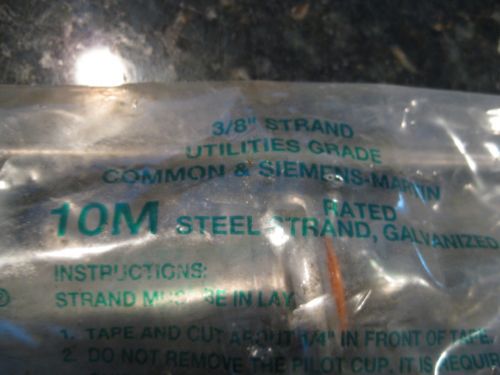 3/8" STRAND
UTILITIES GRADE
COMMON & SIEMENS-MARTIN
RATED
10M STEEL STRAND, GALVANIZED
INSTRUCTIONS:
® STRAND MUST BE IN LAY
1. TAPE AND CUT ABOUT 1/4" IN FRONT OF TAPE.
2. DO NOT REMOVE THE PILOT CUP. IT IS REQUIR